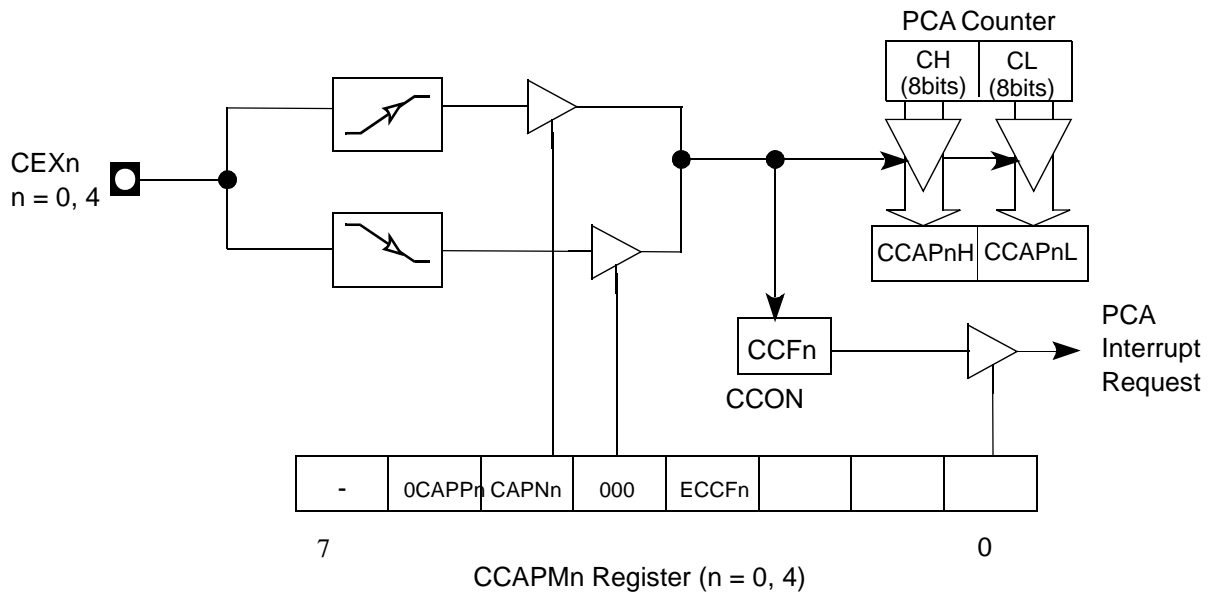 PCA Counter
CH
(8bits)
CL
(8bits)
CEXn
n = 0, 4
CCAPnH
CCAPnL
CCFn
CCON
PCA
Interrupt
Request
-
0CAPPn
CAPNn
000
ECCFn
7
0
CCAPMn Register (n = 0, 4)